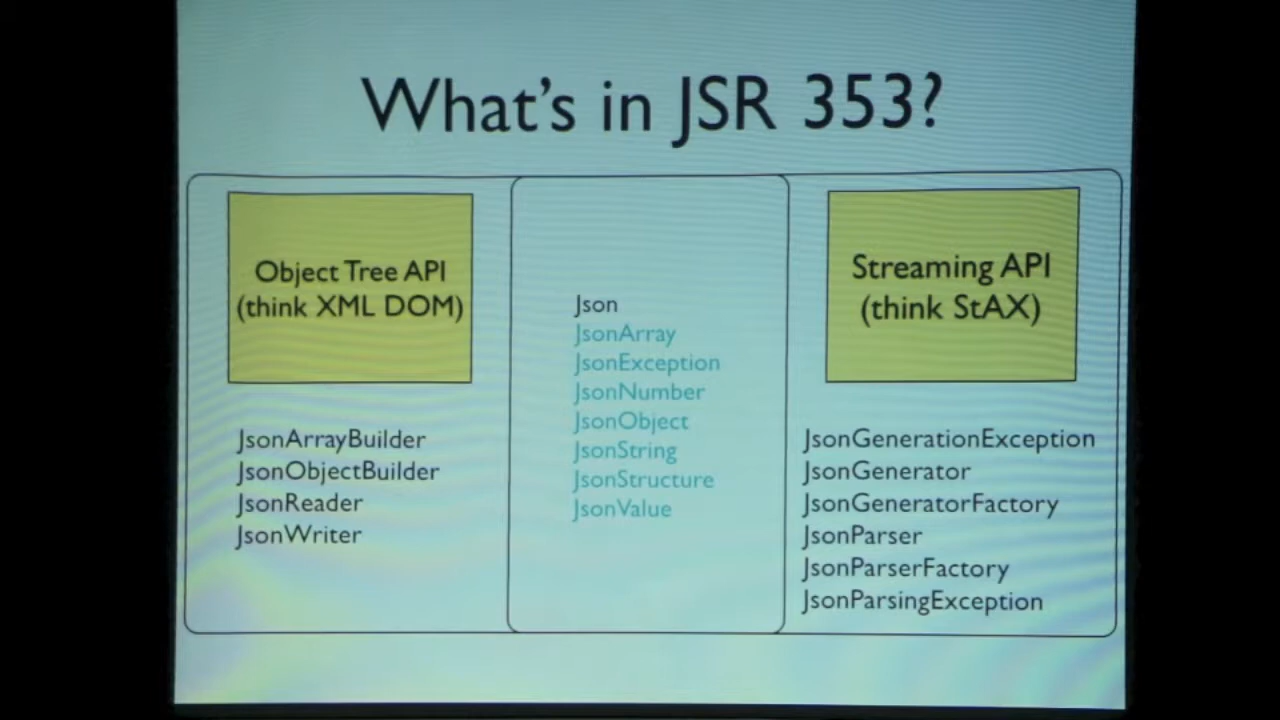 What's in JSR 353?
Object Tree API
(think XML DOM)
JsonArrayBuilder
JsonObjectBuilder
JsonReader
JsonWriter
Json
JsonArray
JsonException
JsonNumber
JsonObject
JsonString
JsonStructure
JsonValue
Streaming API
(think StAX)
JsonGenerationException
JsonGenerator
JsonGeneratorFactory
JsonParser
JsonParserFactory
JsonParsingException